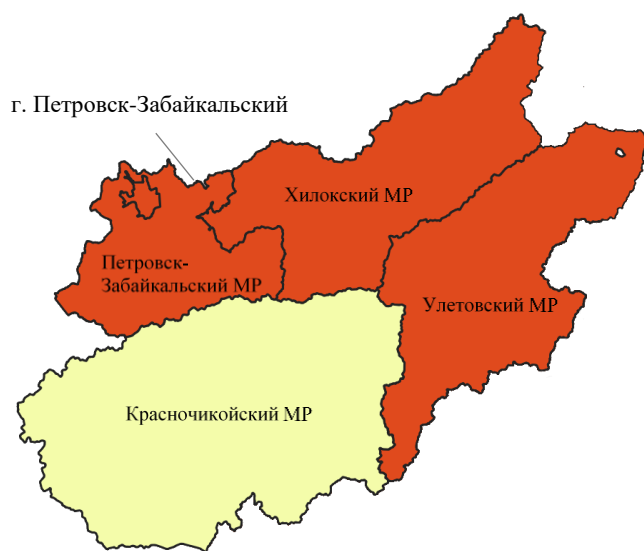 г. Петровск-Забайкальский
Хилокский МР
Петровск-
Забайкальский МР
Улетовский МР
Красночикойский МР